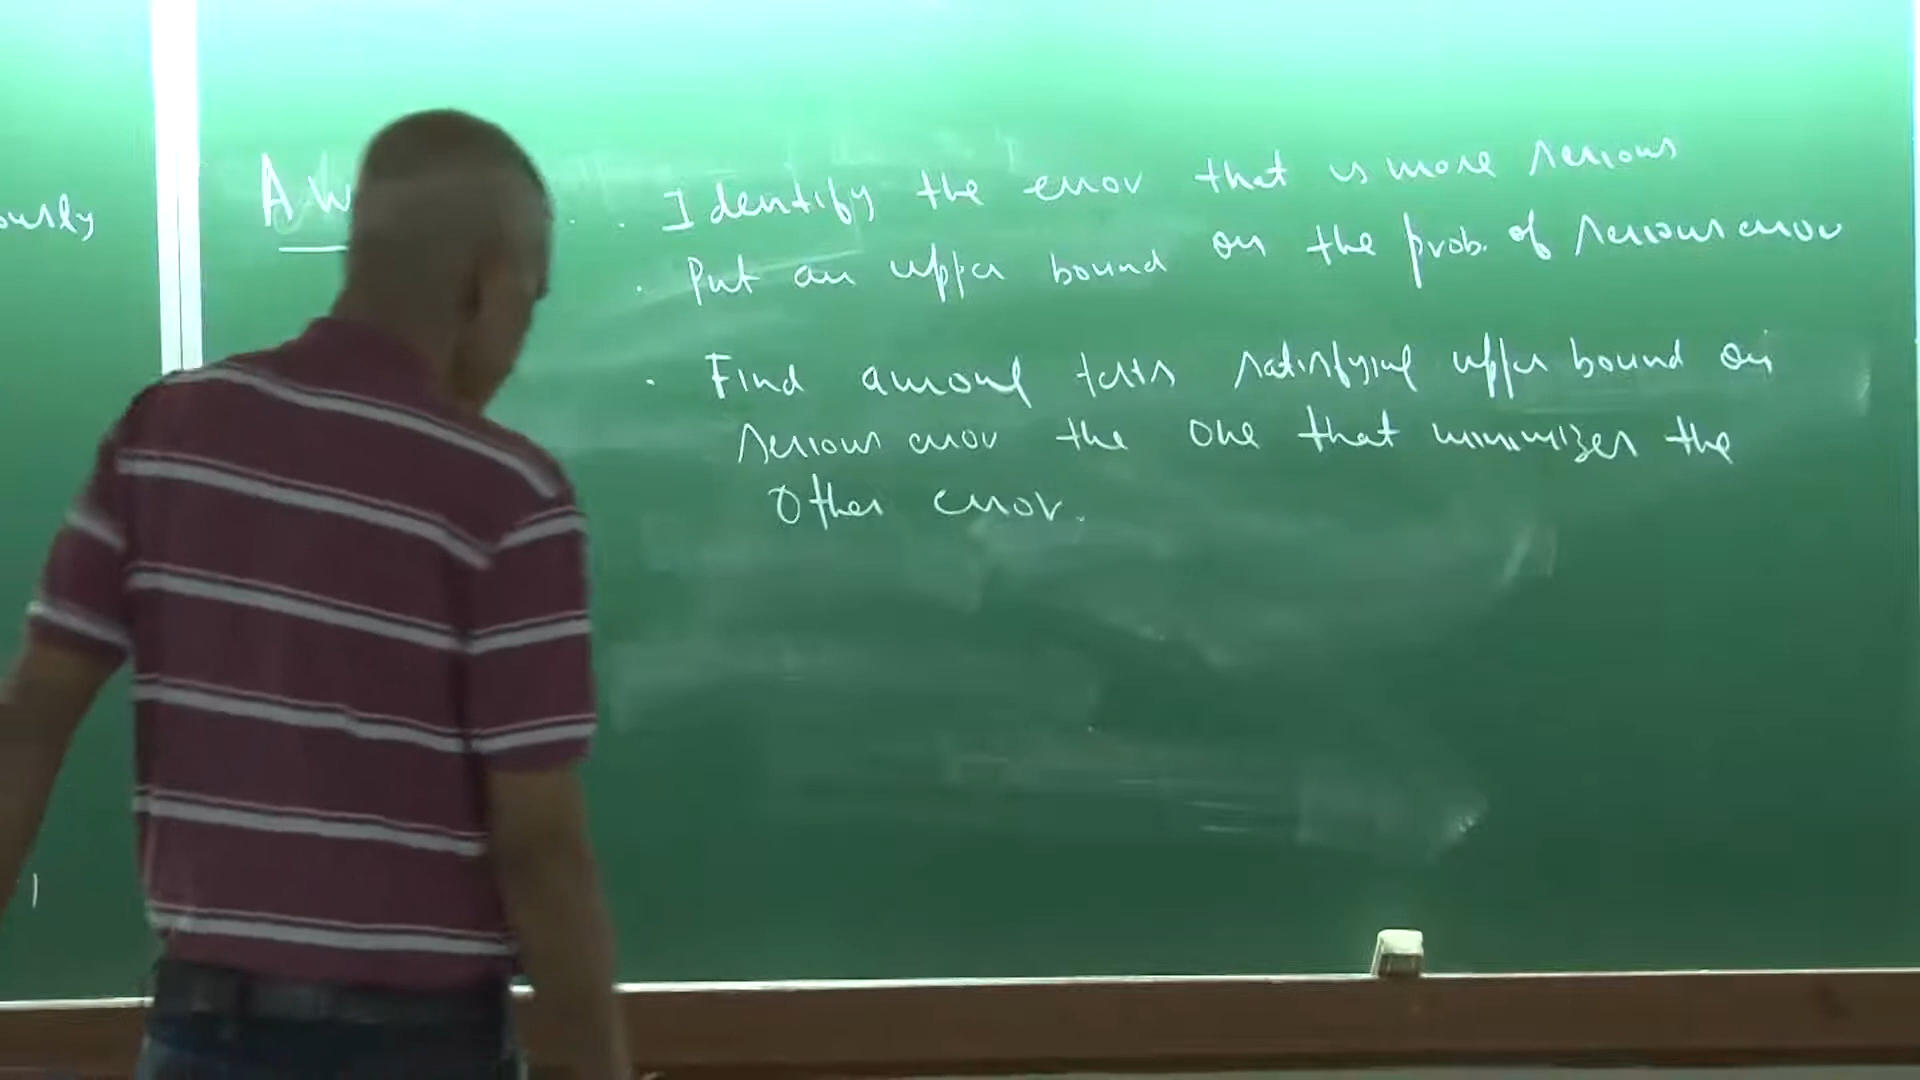 A
. Identify the error that is more serious
. Put an upper bound on the prob. of serious error
. Find among tests satisfying upper bound on
serious error the one that minimizes the
other error.